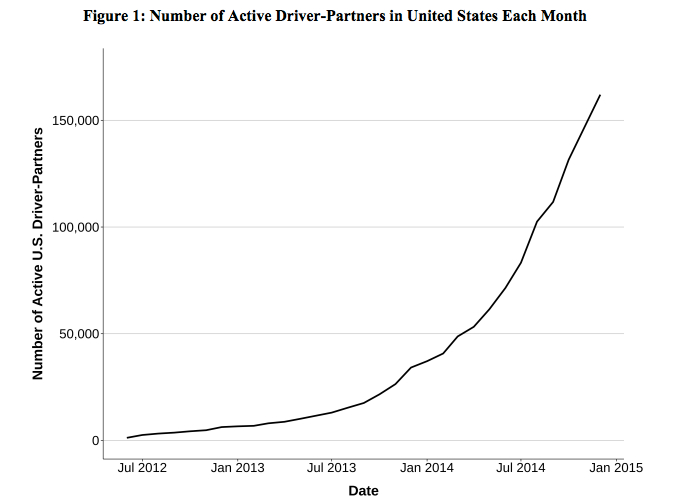 Figure 1: Number of Active Driver-Partners in United States Each Month
Number of Active U.S. Driver-Partners
150,000
100,000
50,000
0
Jul 2012 Jan 2013 Jul 2013 Jan 2014 Jul 2014 Jan 2015
Date